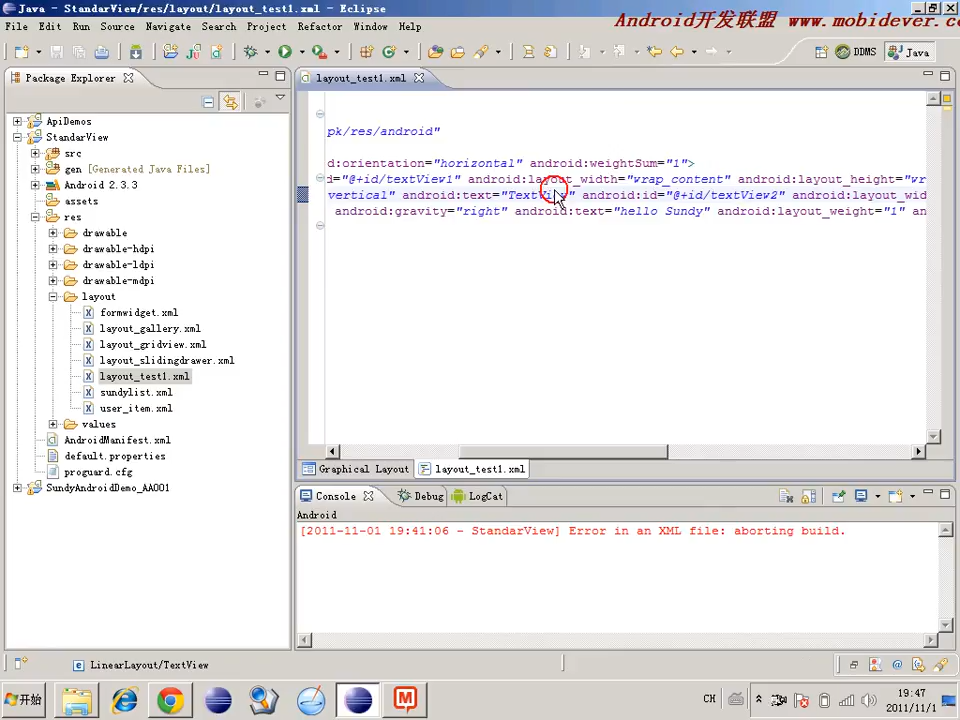 Java - StandarView/res/layout/layout_test1.xml - Eclipse
File Edit Run Source Navigate Search Project Refactor Window Help
Android开发联盟 www.mobidever.com
DDMS Java
Package Explorer
layout_test1.xml
ApiDemos
StandarView
src
gen [Generated Java Files]
Android 2.3.3
assets
res
drawable
drawable-hdpi
drawable-ldpi
drawable-mdpi
layout
formwidget.xml
layout_gallery.xml
layout_gridview.xml
layout_slidingdrawer.xml
layout_test1.xml
sundylist.xml
user_item.xml
values
AndroidManifest.xml
default.properties
proguard.cfg
SundyAndroidDemo_AA001
pk/res/android"
d:orientation="horizontal" android:weightSum="1">
d="@+id/textView1" android:layout_width="wrap_content" android:layout_height="wr
vertical" android:text="TextView" android:id="@+id/textView2" android:layout_wid
android:gravity="right" android:text="hello Sundy" android:layout_weight="1" an
Graphical Layout layout_test1.xml
Console Debug LogCat
Android
[2011-11-01 19:41:06 - StandarView] Error in an XML file: aborting build.
LinearLayout/TextView
开始
CH
19:47
2011/11/1